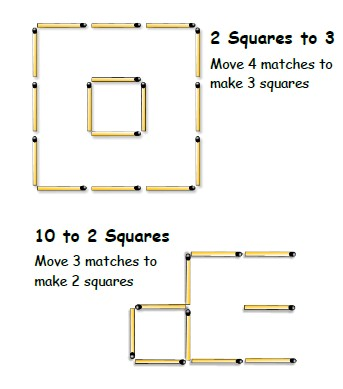 2 Squares to 3
Move 4 matches to
make 3 squares
10 to 2 Squares
Move 3 matches to
make 2 squares